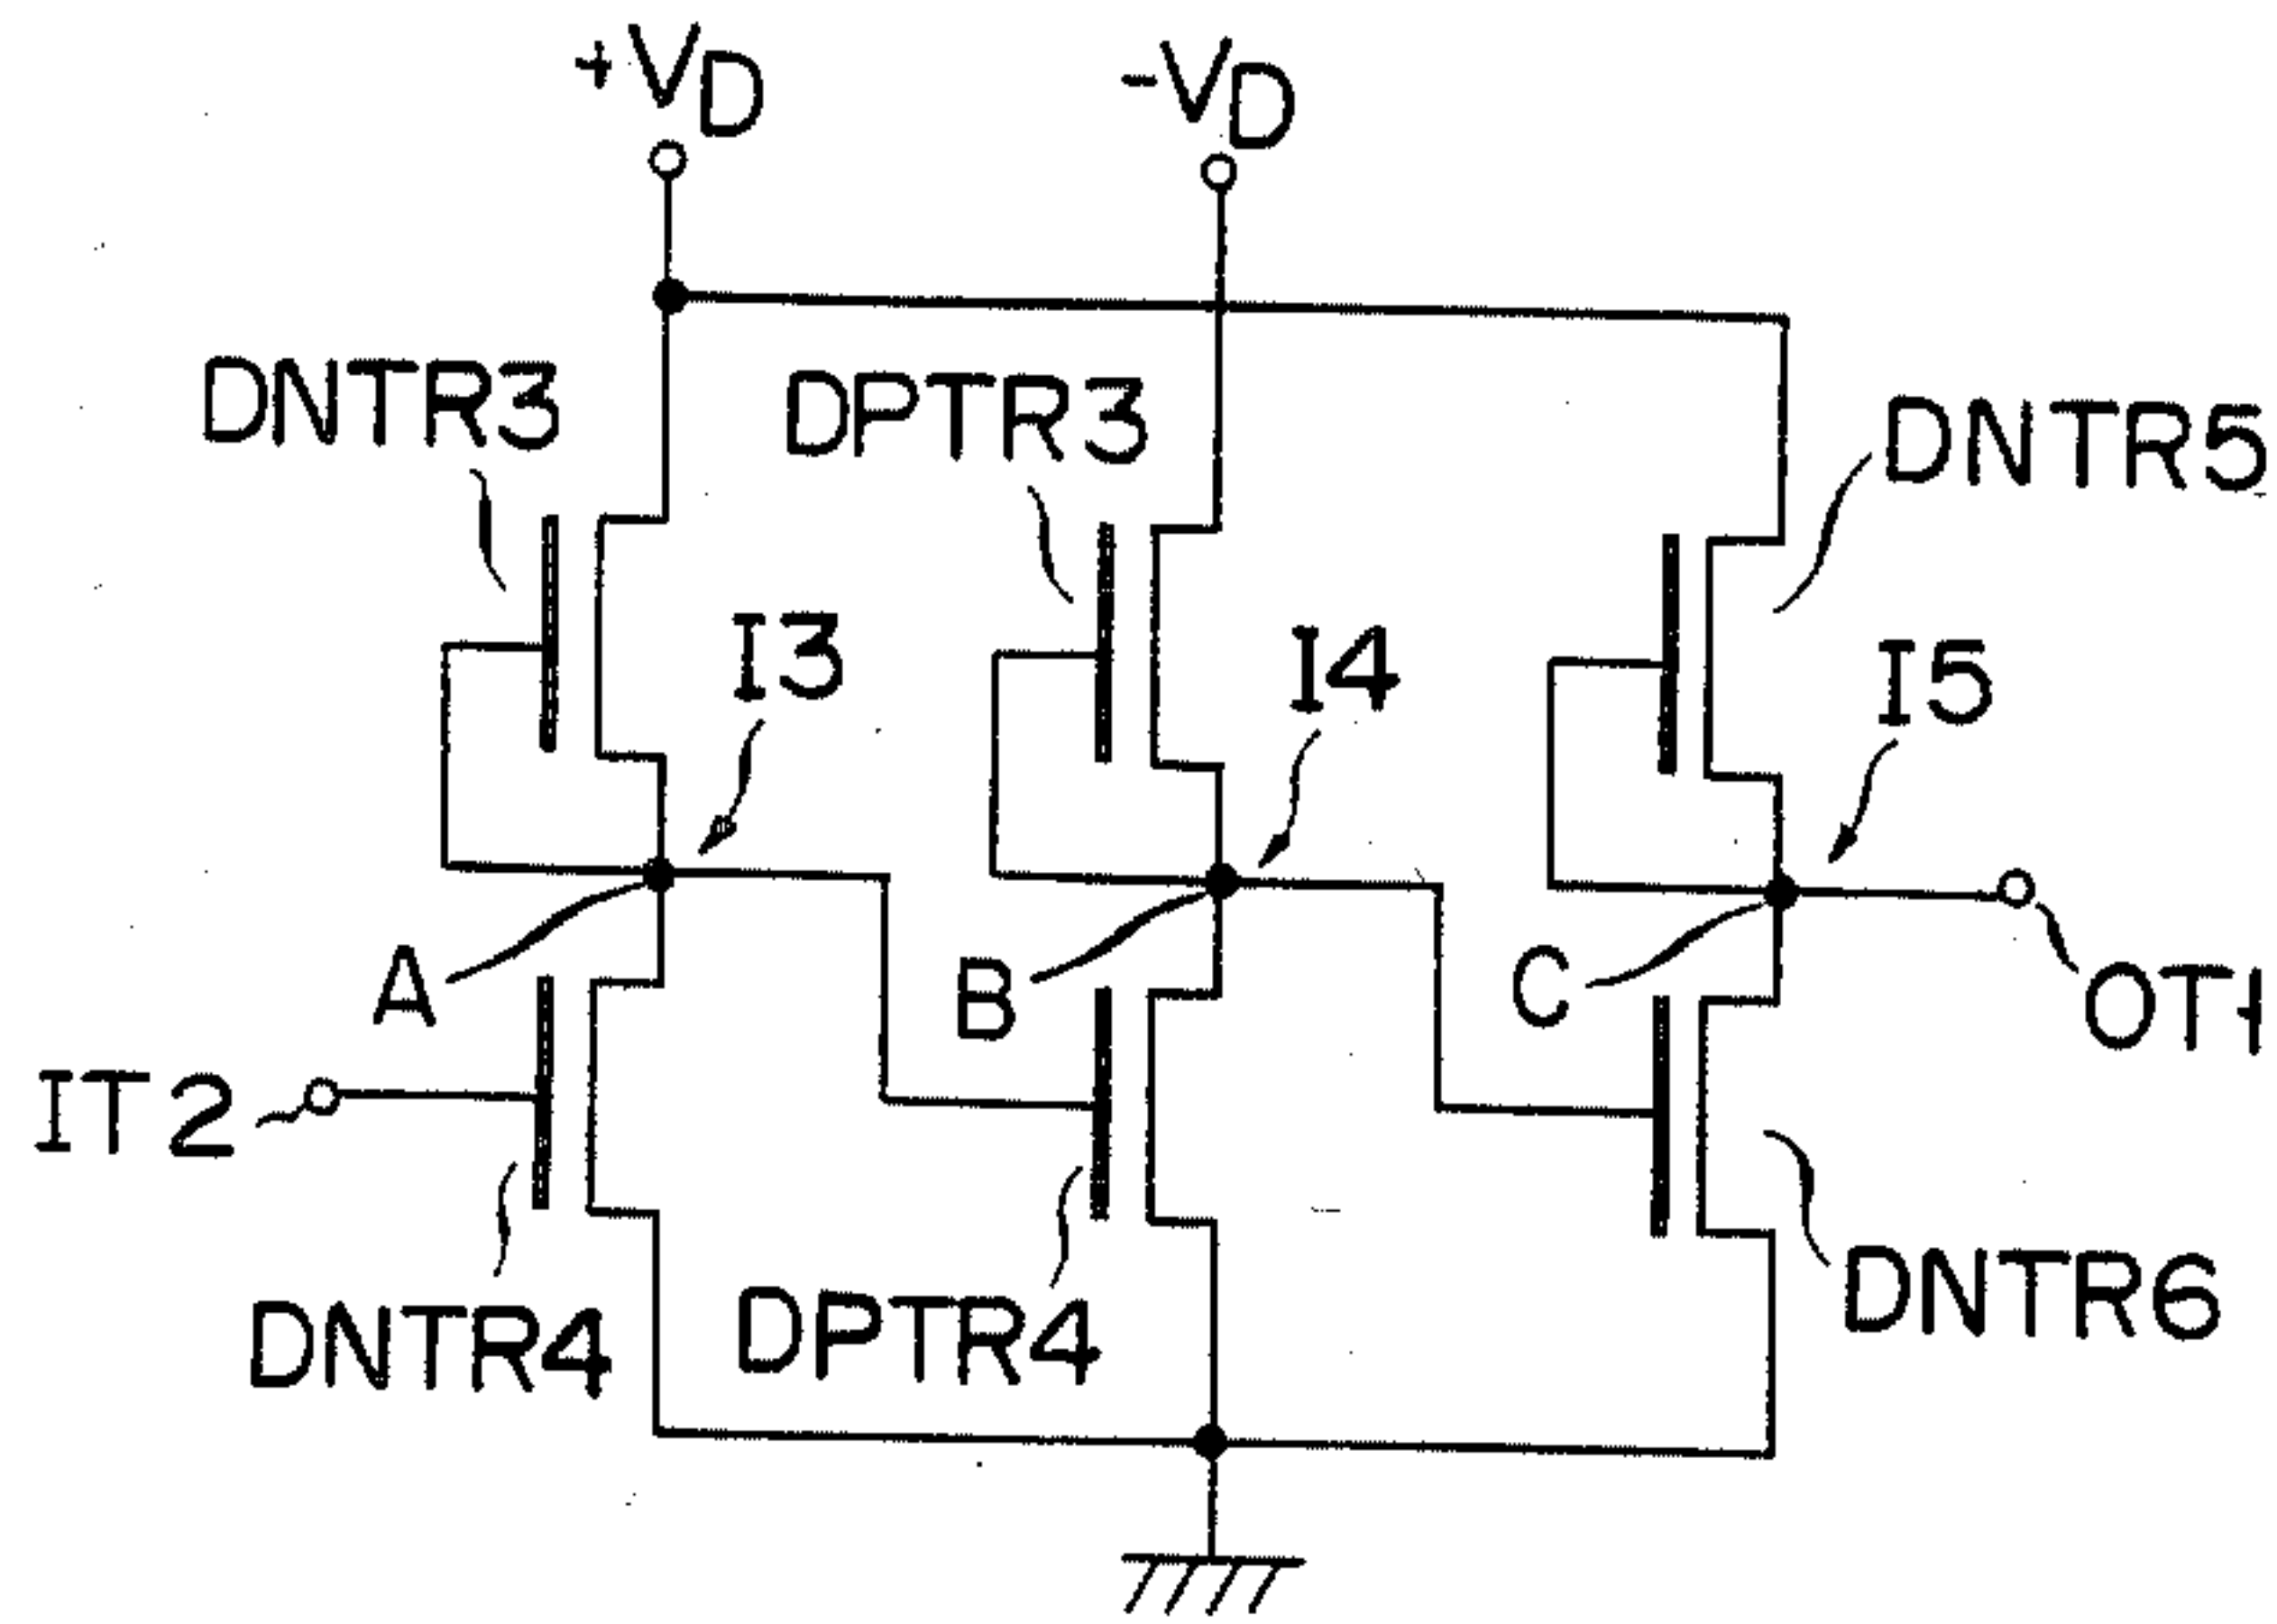 +VD
-VD
DNTR3
DPTR3
DNTR5
I3
I4
I5
A
B
C
OT1
IT2
DNTR4
DPTR4
DNTR6